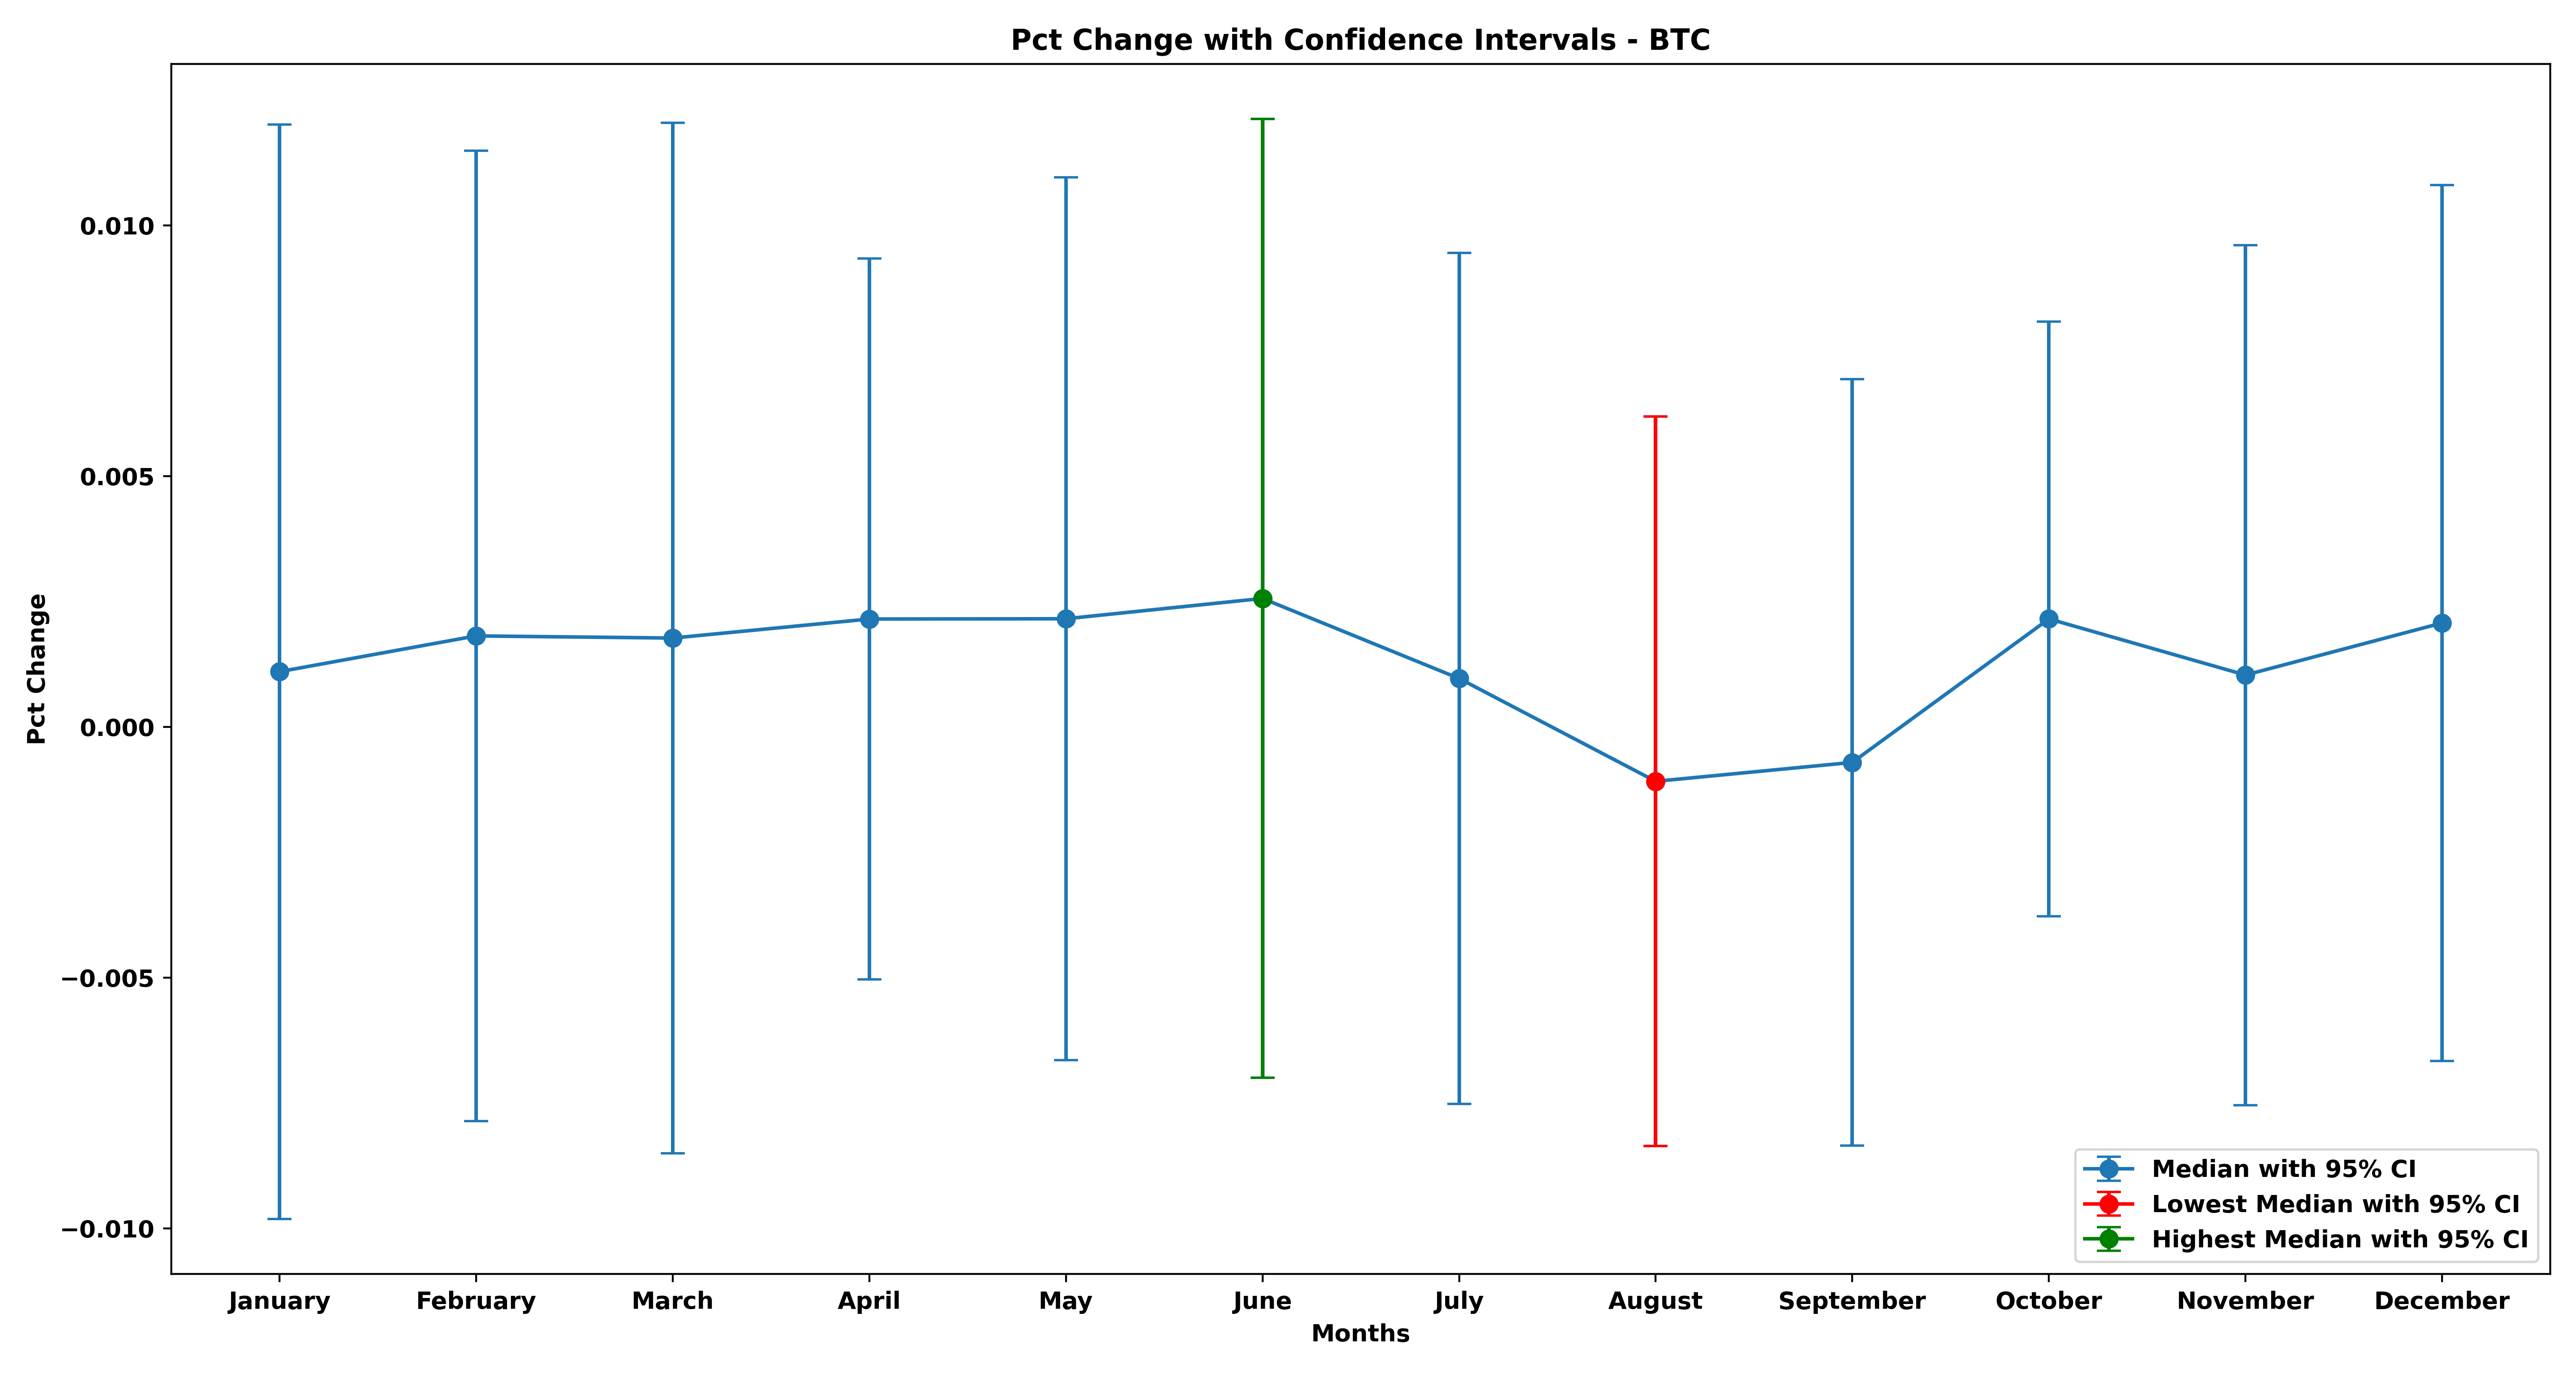 Pct Change with Confidence Intervals - BTC
Pct Change
0.010
0.005
0.000
−0.005
−0.010
Median with 95% CI
Lowest Median with 95% CI
Highest Median with 95% CI
January February March April May June July August September October November December
Months